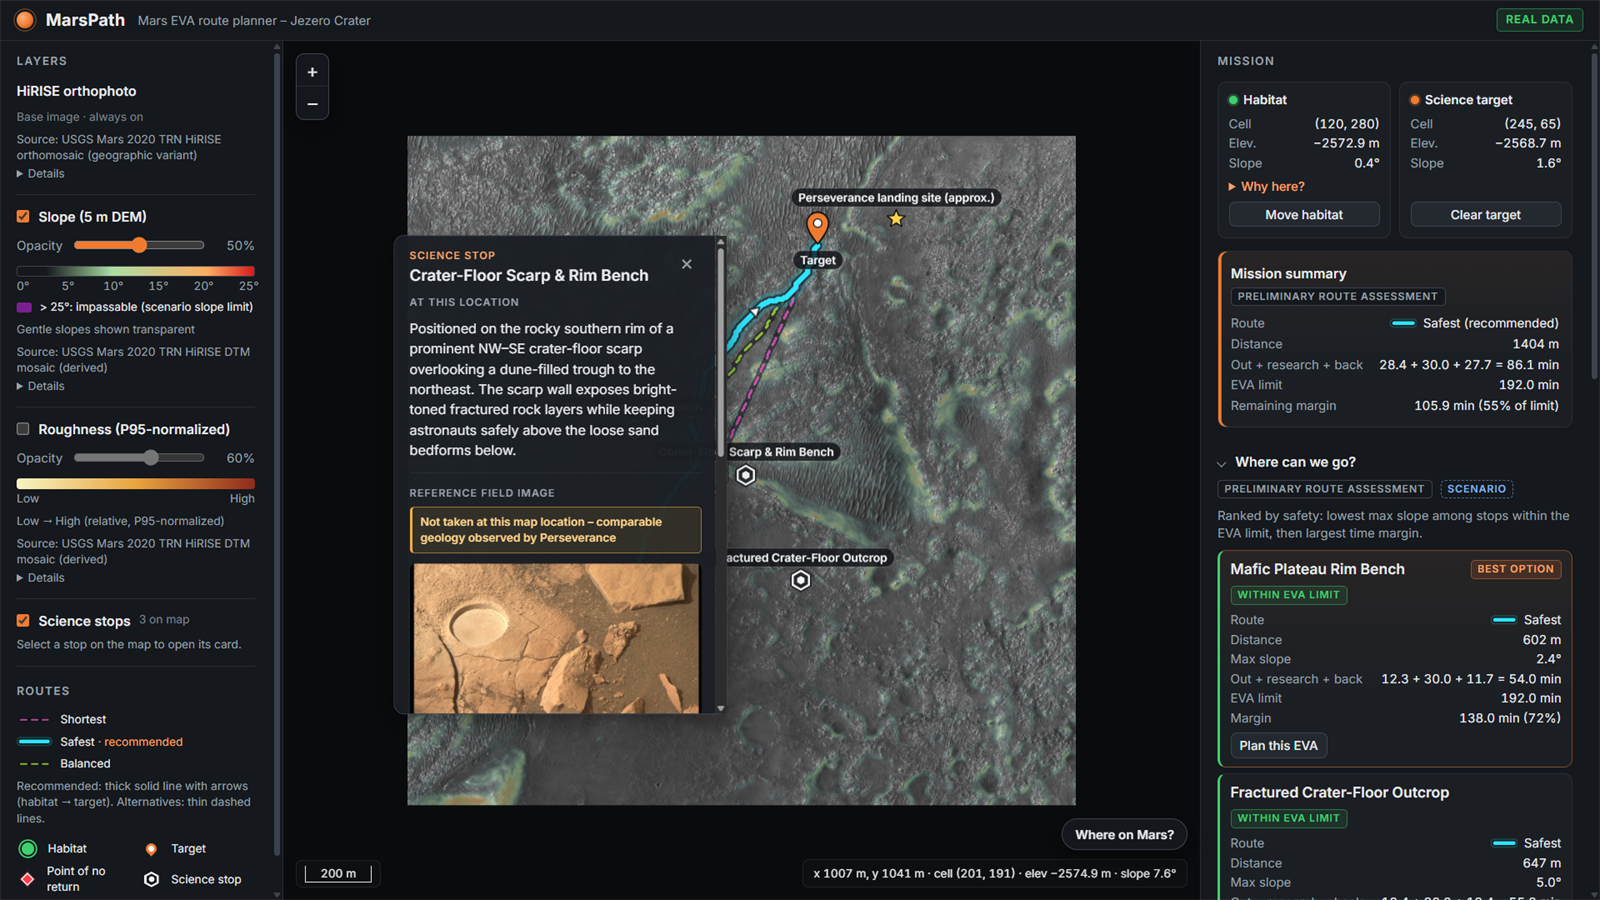 MarsPath
Mars EVA route planner – Jezero Crater
REAL DATA
LAYERS
HiRISE orthophoto
Base image · always on
Source: USGS Mars 2020 TRN HiRISE
orthomosaic (geographic variant)
Details
Slope (5 m DEM)
Opacity 50%
0° 5° 10° 15° 20° 25°
> 25°: impassable (scenario slope limit)
Gentle slopes shown transparent
Source: USGS Mars 2020 TRN HiRISE DTM
mosaic (derived)
Details
Roughness (P95-normalized)
Opacity 60%
Low High
Low → High (relative, P95-normalized)
Source: USGS Mars 2020 TRN HiRISE DTM
mosaic (derived)
Details
Science stops 3 on map
Select a stop on the map to open its card.
ROUTES
Shortest
Safest · recommended
Balanced
Recommended: thick solid line with arrows
(habitat → target). Alternatives: thin dashed
lines.
Habitat Target
Point of no
return
Science stop
+
−
Perseverance landing site (approx.)
Target
Scarp & Rim Bench
actured Crater-Floor Outcrop
SCIENCE STOP
Crater-Floor Scarp & Rim Bench
AT THIS LOCATION
Positioned on the rocky southern rim of a
prominent NW–SE crater-floor scarp
overlooking a dune-filled trough to the
northeast. The scarp wall exposes bright-
toned fractured rock layers while keeping
astronauts safely above the loose sand
bedforms below.
REFERENCE FIELD IMAGE
Not taken at this map location – comparable
geology observed by Perseverance
Where on Mars?
200 m
x 1007 m, y 1041 m · cell (201, 191) · elev −2574.9 m · slope 7.6°
MISSION
Habitat
Cell (120, 280)
Elev. −2572.9 m
Slope 0.4°
Why here?
Move habitat
Science target
Cell (245, 65)
Elev. −2568.7 m
Slope 1.6°
Clear target
Mission summary
PRELIMINARY ROUTE ASSESSMENT
Route Safest (recommended)
Distance 1404 m
Out + research + back 28.4 + 30.0 + 27.7 = 86.1 min
EVA limit 192.0 min
Remaining margin 105.9 min (55% of limit)
Where can we go?
PRELIMINARY ROUTE ASSESSMENT SCENARIO
Ranked by safety: lowest max slope among stops within the
EVA limit, then largest time margin.
Mafic Plateau Rim Bench BEST OPTION
WITHIN EVA LIMIT
Route Safest
Distance 602 m
Max slope 2.4°
Out + research + back 12.3 + 30.0 + 11.7 = 54.0 min
EVA limit 192.0 min
Margin 138.0 min (72%)
Plan this EVA
Fractured Crater-Floor Outcrop
WITHIN EVA LIMIT
Route Safest
Distance 647 m
Max slope 5.0°